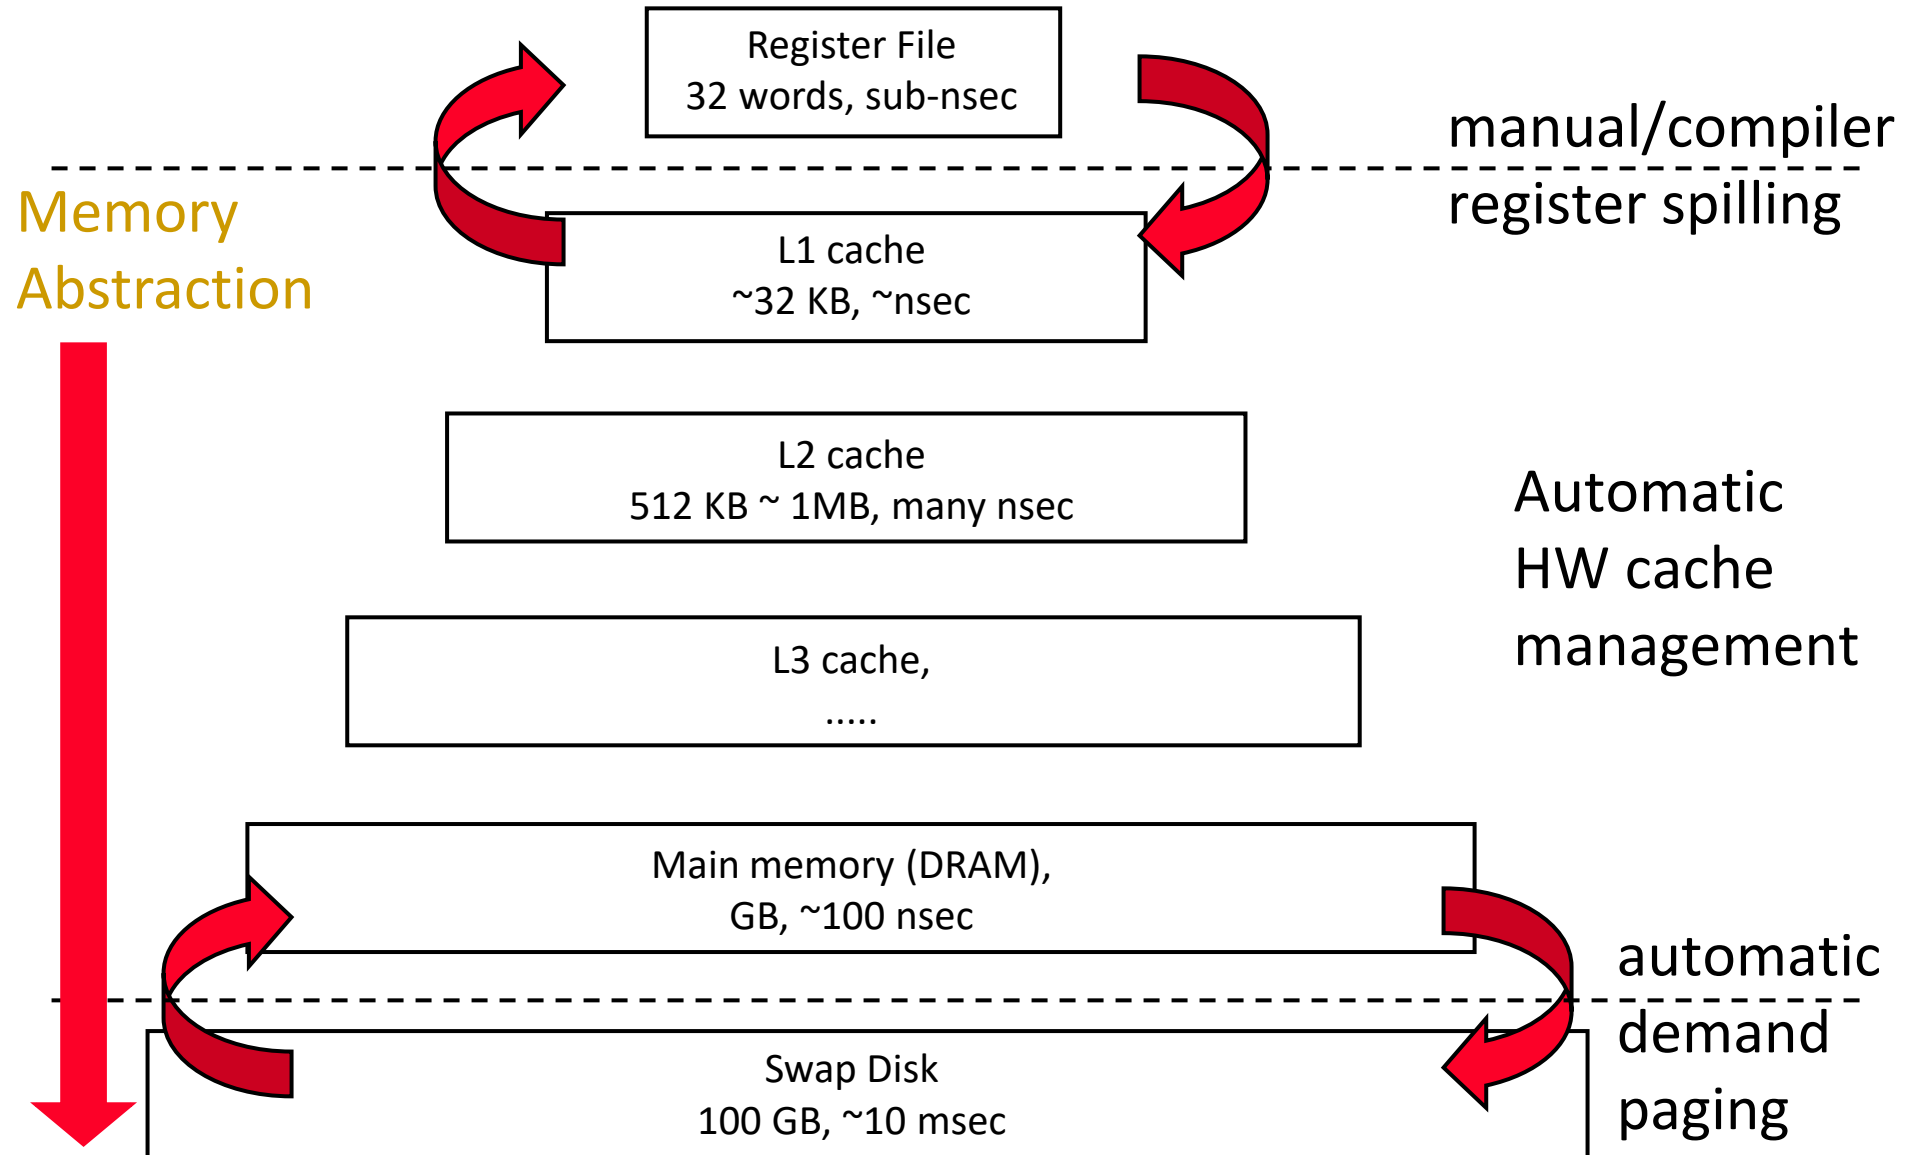 Register File
32 words, sub-nsec
manual/compiler
register spilling
Memory
Abstraction
L1 cache
~32 KB, ~nsec
L2 cache
512 KB ~ 1MB, many nsec
Automatic
HW cache
management
L3 cache,
.....
Main memory (DRAM),
GB, ~100 nsec
automatic
demand
paging
Swap Disk
100 GB, ~10 msec